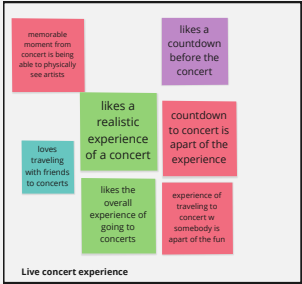 memorable
moment from
concert is being
able to physically
see artists
likes a
countdown
before the
concert
likes a
realistic
experience
of a concert
countdown
to concert is
apart of the
experience
loves
traveling
with friends
to concerts
likes the
overall
experience of
going to
concerts
experience of
traveling to
concert w
somebody is
apart of the fun
Live concert experience